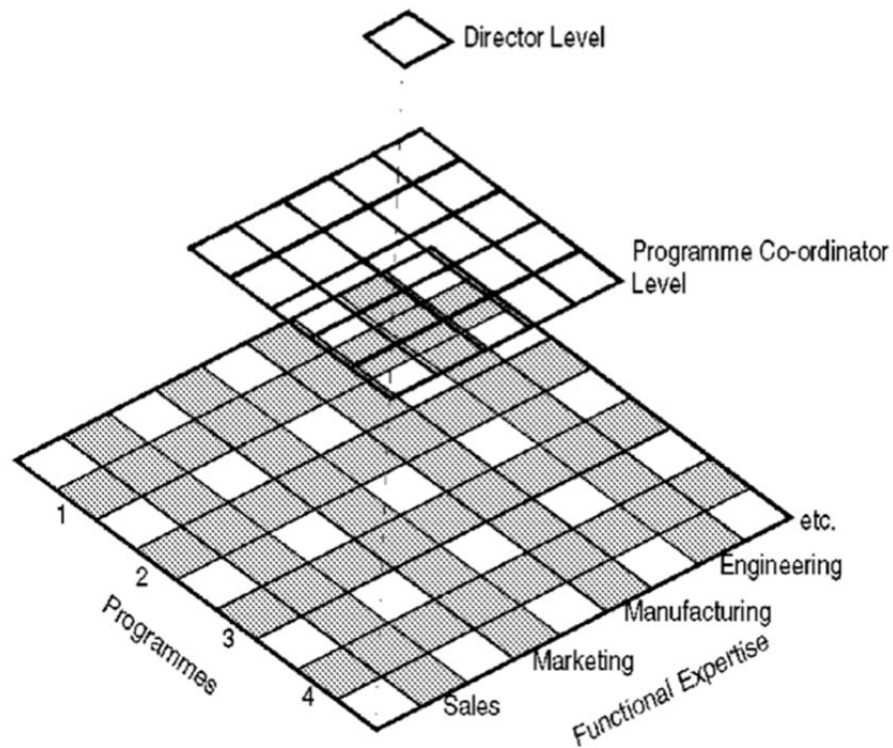 Director Level
Programme Co-ordinator
Level
1
2
3
4
Programmes
etc.
Engineering
Manufacturing
Marketing
Sales
Functional Expertise